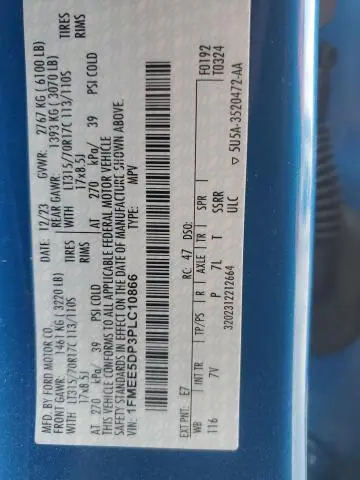 MFD. BY FORD MOTOR CO.
12/23 GVWR: 2767 KG ( 6100 LB)
FRONT GAWR: 1461 KG ( 3220 LB) REAR GAWR: 1393 KG ( 3070 LB)
WITH LT315/70R17C 113/110S TIRES WITH LT315/70R17C 113/110S TIRES
17x8.5J RIMS 17x8.5J RIMS
AT 270 kPa/ 39 PSI COLD AT 270 kPa/ 39 PSI COLD
THIS VEHICLE CONFORMS TO ALL APPLICABLE FEDERAL MOTOR VEHICLE
SAFETY STANDARDS IN EFFECT ON THE DATE OF MANUFACTURE SHOWN ABOVE.
VIN: 1FMEE5DP3PLC10866 TYPE: MPV
F0192
T0324
EXT PNT: E7 RC: 47 DSO:
WB INT TR TP/PS R AXLE TR SPR
116 7V P 7L T SSRR
3202312212664 ULC
▽ 5U5A-3520472-AA